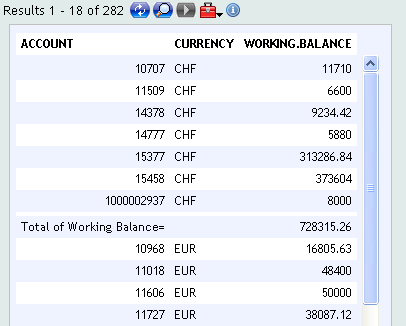 Results 1 - 18 of 282
ACCOUNT CURRENCY WORKING.BALANCE
10707 CHF 11710
11509 CHF 6600
14378 CHF 9234.42
14777 CHF 5880
15377 CHF 313286.84
15458 CHF 373604
1000002937 CHF 8000
Total of Working Balance= 728315.26
10968 EUR 16805.63
11018 EUR 48400
11606 EUR 50000
11727 EUR 38087.12